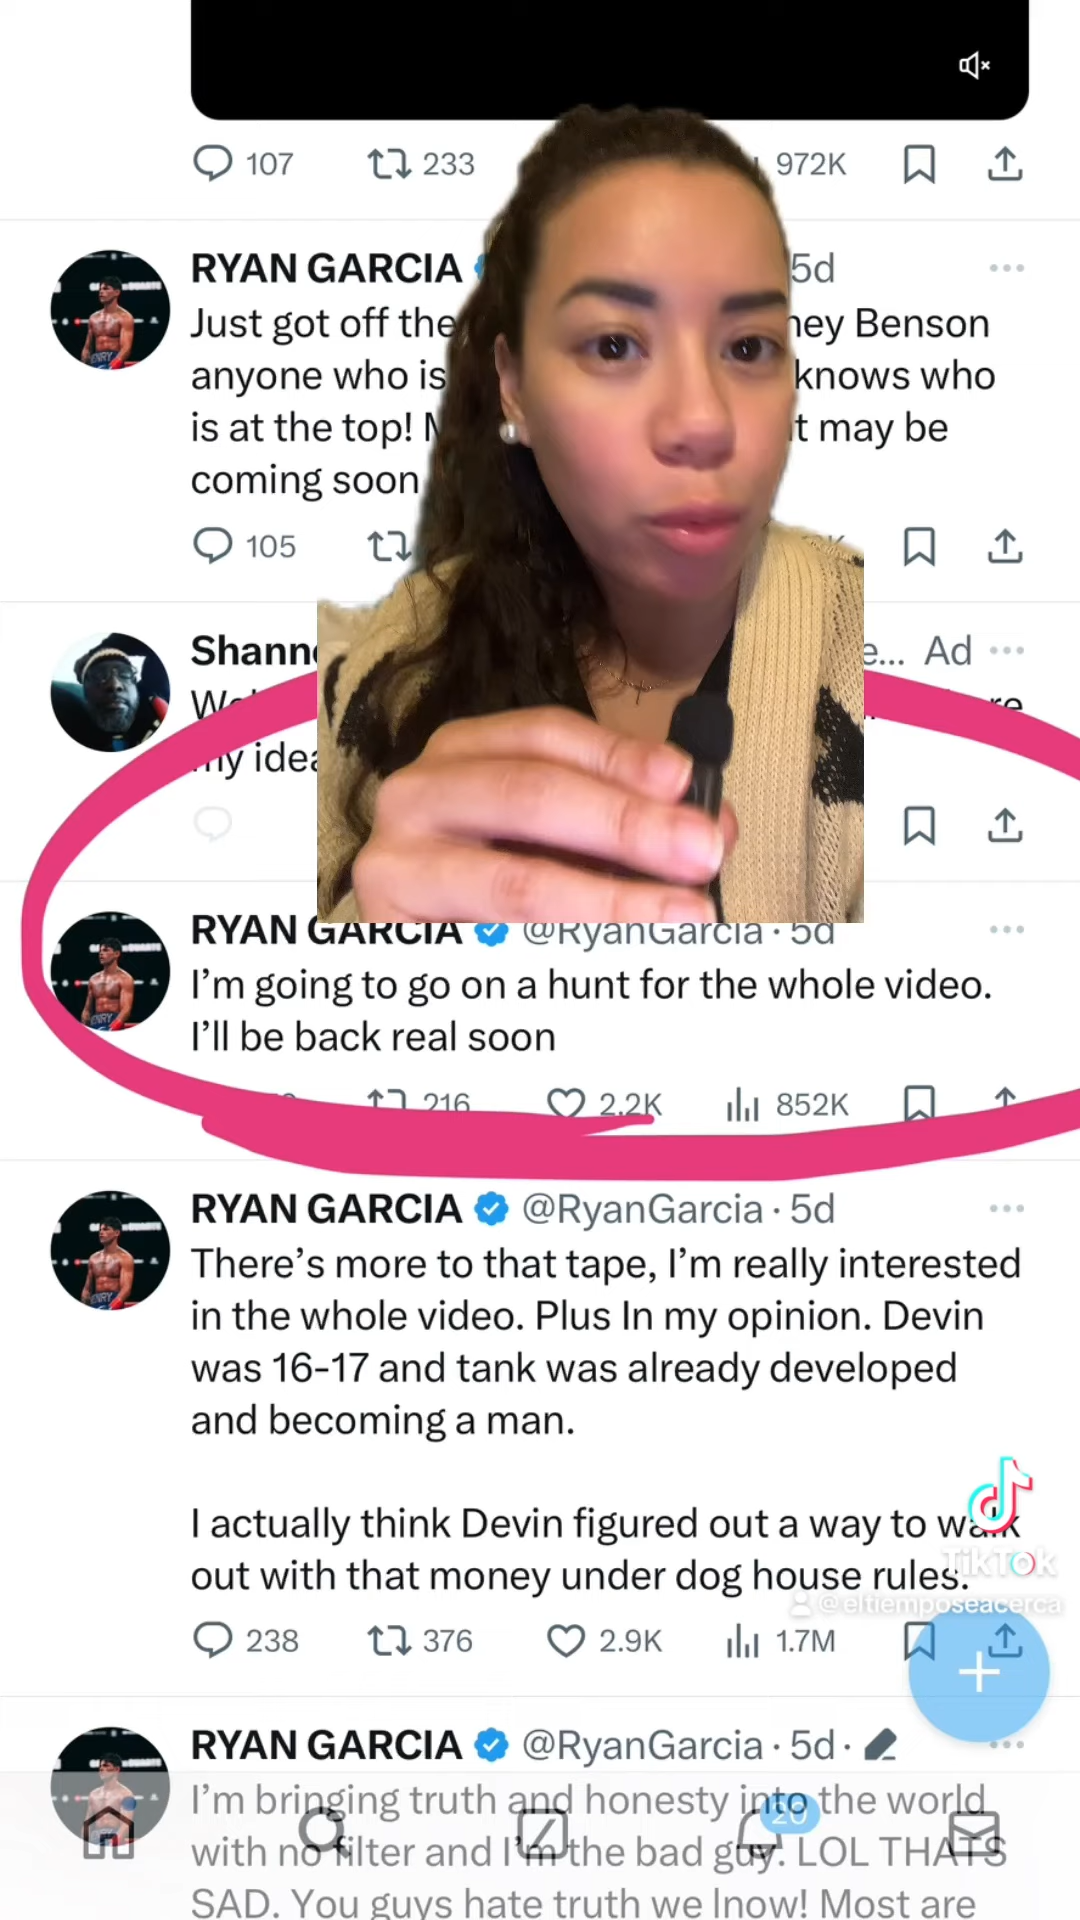 107 233 972K
RYAN GARCIA 5d
Just got off the ney Benson
anyone who is knows who
is at the top! t may be
coming soon
105
Shann e... Ad
my idea
RYAN GARCIA @RyanGarcia · 5d
I'm going to go on a hunt for the whole video.
I'll be back real soon
216 2.2K 852K
RYAN GARCIA @RyanGarcia · 5d
There's more to that tape, I'm really interested
in the whole video. Plus In my opinion. Devin
was 16-17 and tank was already developed
and becoming a man.
I actually think Devin figured out a way to walk
out with that money under dog house rules.
TikTok
@eltiemposeacerca
238 376 2.9K 1.7M
RYAN GARCIA @RyanGarcia · 5d ·
I'm bringing truth and honesty into the world
20
with no filter and I'm the bad guy. LOL THATS
SAD. You guys hate truth we lnow! Most are